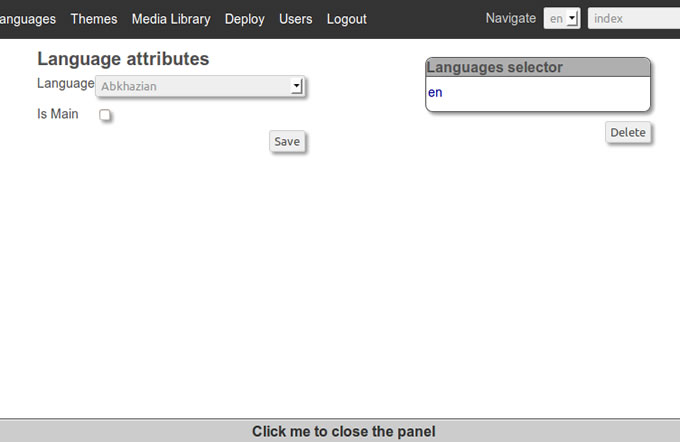 anguages Themes Media Library Deploy Users Logout Navigate en index
Language attributes
Languages selector
Language Abkhazian
en
Is Main
Delete
Save
Click me to close the panel